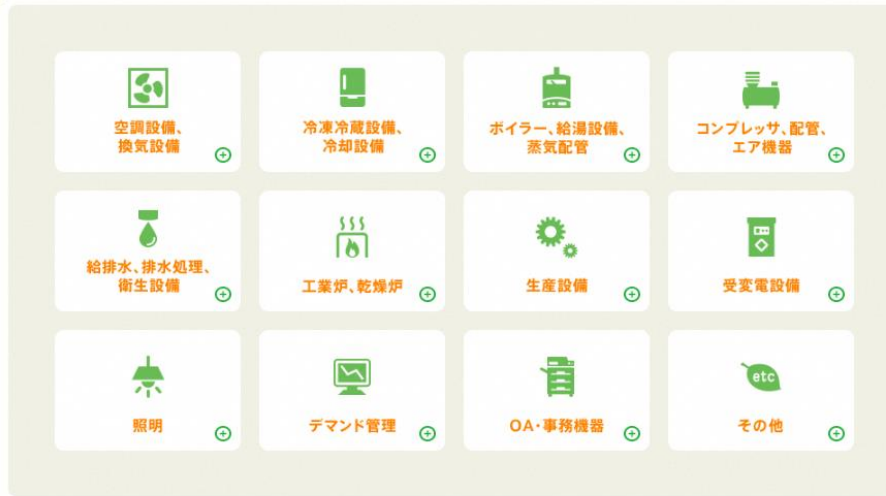 空調設備、
換気設備
冷凍冷蔵設備、
冷却設備
ボイラー、給湯設備、
蒸気配管
コンプレッサ、配管、
エア機器
給排水、排水処理、
衛生設備
工業炉、乾燥炉
生産設備
受変電設備
照明
デマンド管理
OA・事務機器
etc
その他